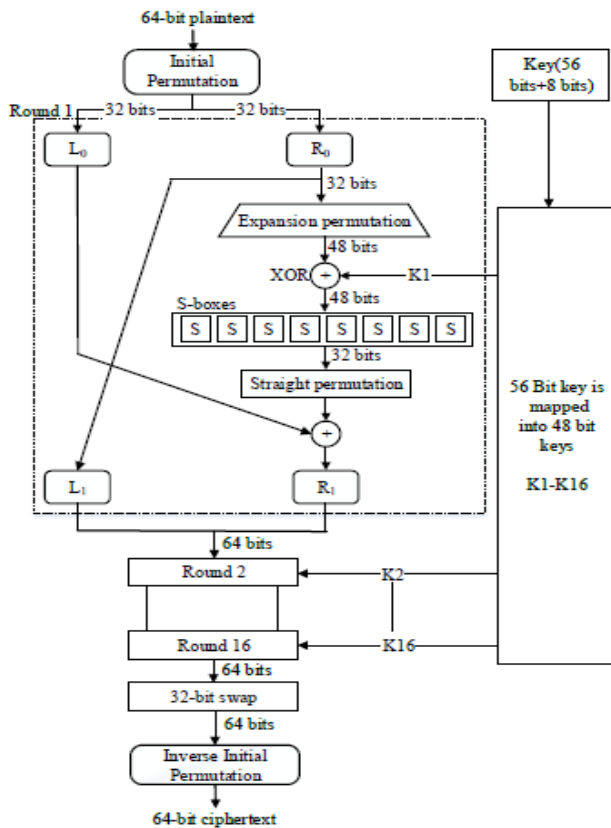 64-bit plaintext
Initial
Permutation
Key(56
bits+8 bits)
Round 1
32 bits
32 bits
L₀
R₀
32 bits
Expansion permutation
48 bits
XOR
+
K1
48 bits
S-boxes
S S S S S S S S
32 bits
Straight permutation
+
56 Bit key is
mapped
into 48 bit
keys
K1-K16
L₁
R₁
64 bits
Round 2
K2
Round 16
K16
64 bits
32-bit swap
64 bits
Inverse Initial
Permutation
64-bit ciphertext